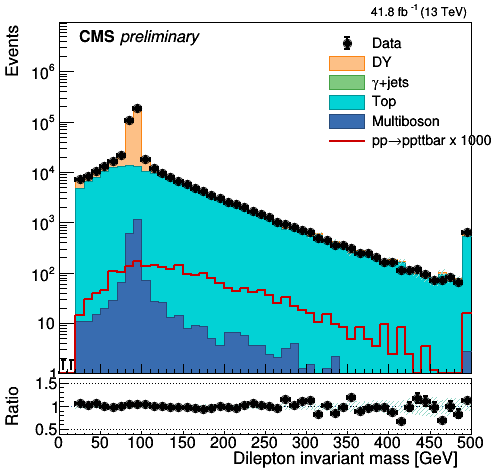 41.8 fb⁻¹ (13 TeV)
CMS preliminary
Events
Data
DY
γ+jets
Top
Multiboson
pp→ppttbar x 1000
10⁶
10⁵
10⁴
10³
10²
10
1
Ratio
1.5
1
0.5
0 50 100 150 200 250 300 350 400 450 500
Dilepton invariant mass [GeV]